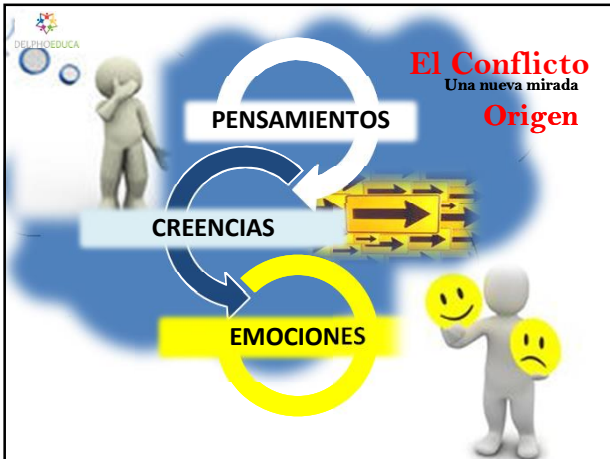 DELPHOEDUCA
El Conflicto
Una nueva mirada
Origen
PENSAMIENTOS
CREENCIAS
EMOCIONES